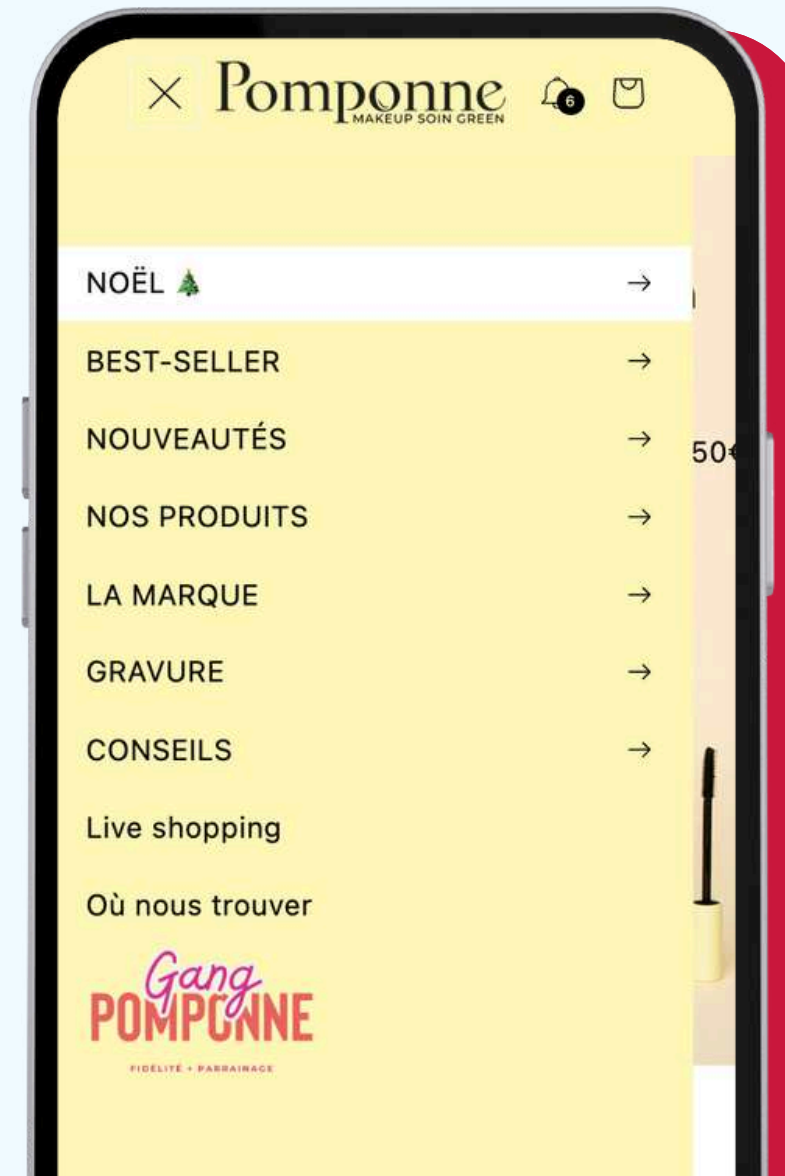 Pomponne
6
MAKEUP SOIN GREEN
NOËL 🎄
BEST-SELLER
NOUVEAUTÉS
50€
NOS PRODUITS
LA MARQUE
GRAVURE
CONSEILS
Live shopping
Où nous trouver
Gang
POMPONNE
FIDÉLITÉ + PARRAINAGE